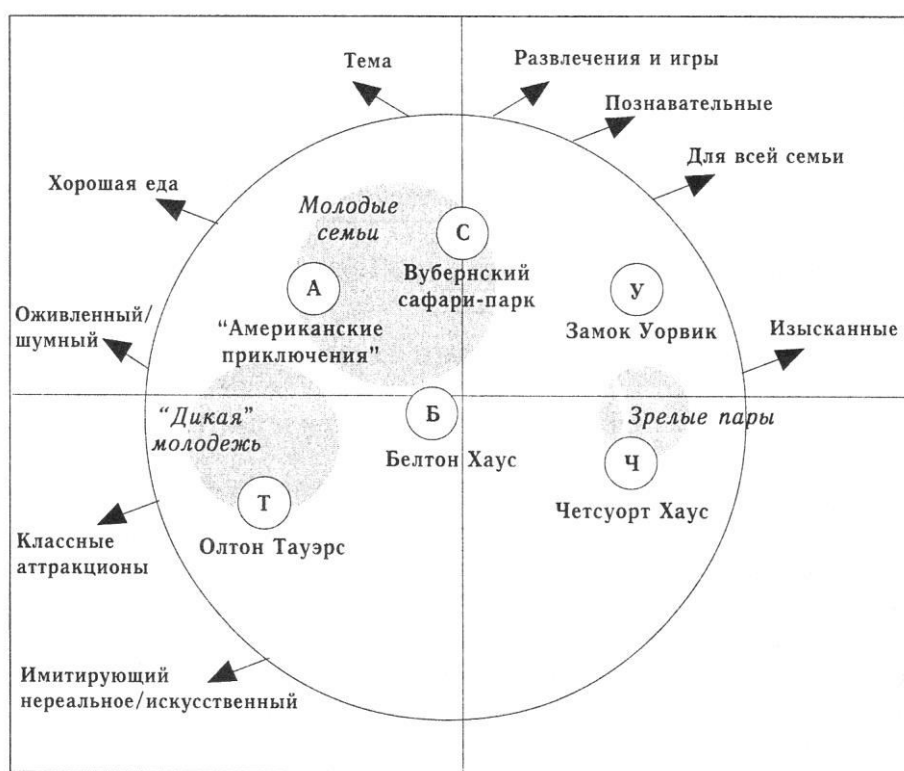 Тема
Развлечения и игры
Познавательные
Для всей семьи
Хорошая еда
Молодые
семьи
С
Вубернский
сафари-парк
А
"Американские
приключения"
У
Замок Уорвик
Оживленный/
шумный
Изысканные
"Дикая"
молодежь
Б
Белтон Хаус
Зрелые пары
Ч
Четсуорт Хаус
Т
Олтон Тауэрс
Классные
аттракционы
Имитирующий
нереальное/искусственный